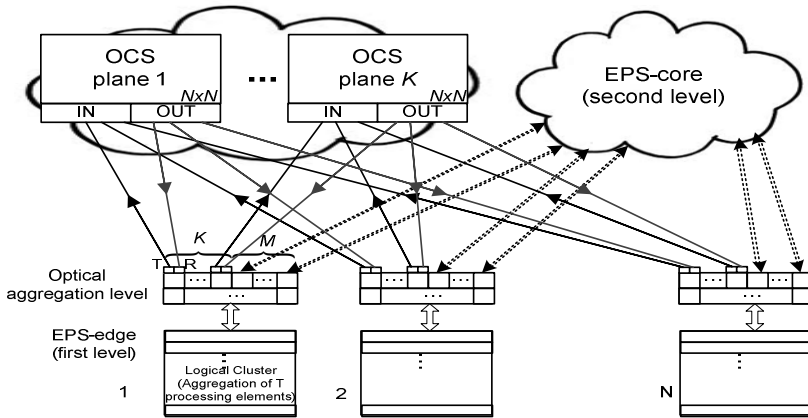 OCS
plane 1
NxN
IN OUT
...
OCS
plane K
NxN
IN OUT
EPS-core
(second level)
K M
T R
Optical
aggregation level
... ...
...
... ...
...
... ...
...
EPS-edge
(first level)
Logical Cluster
(Aggregation of T
processing elements)
1 2 N